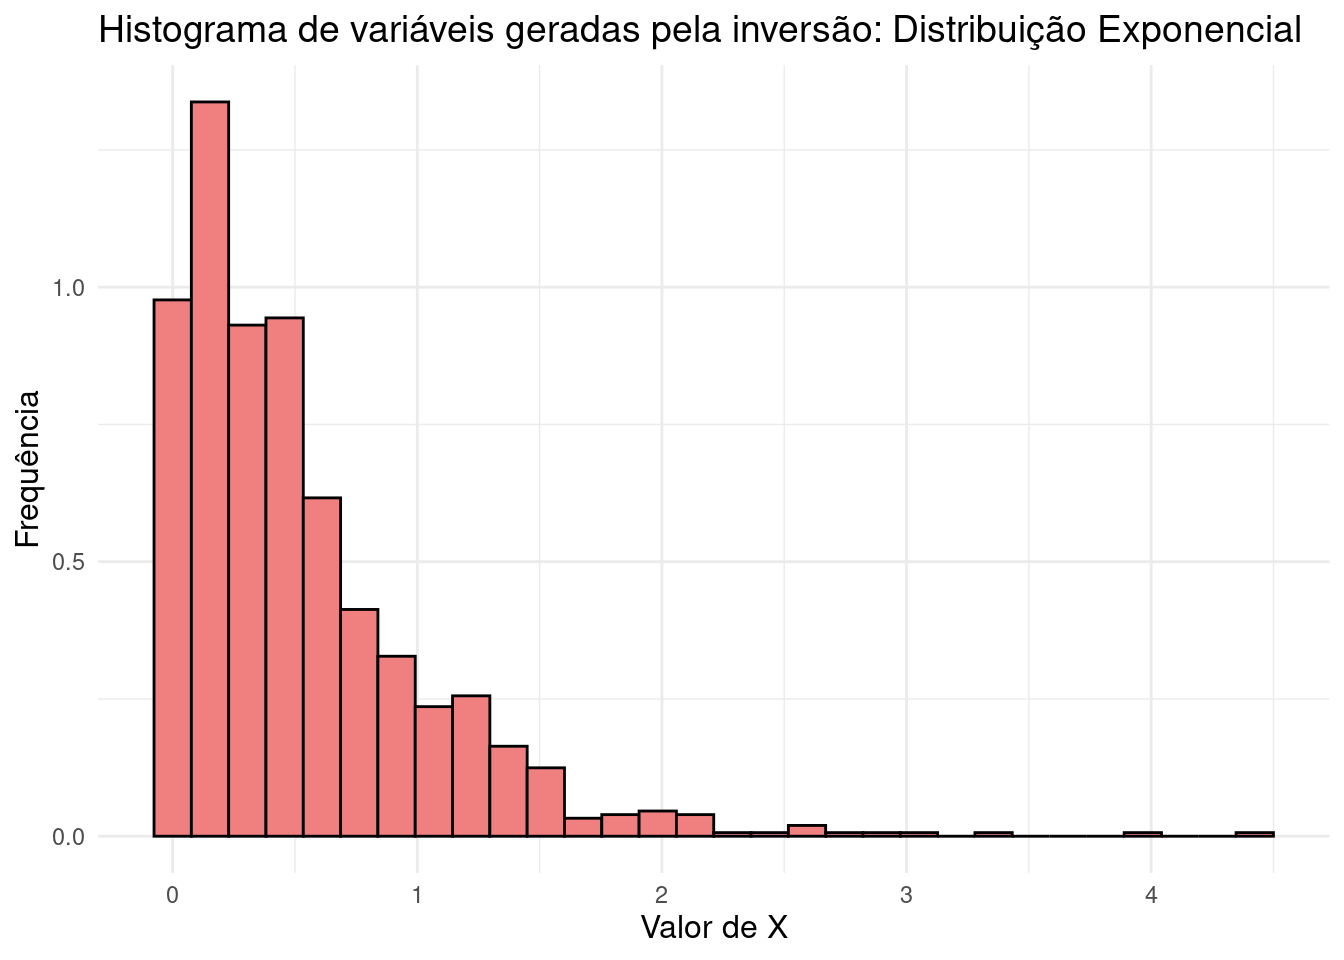 Histograma de variáveis geradas pela inversão: Distribuição Exponencial
Frequência
1.0
0.5
0.0
0
1
2
3
4
Valor de X